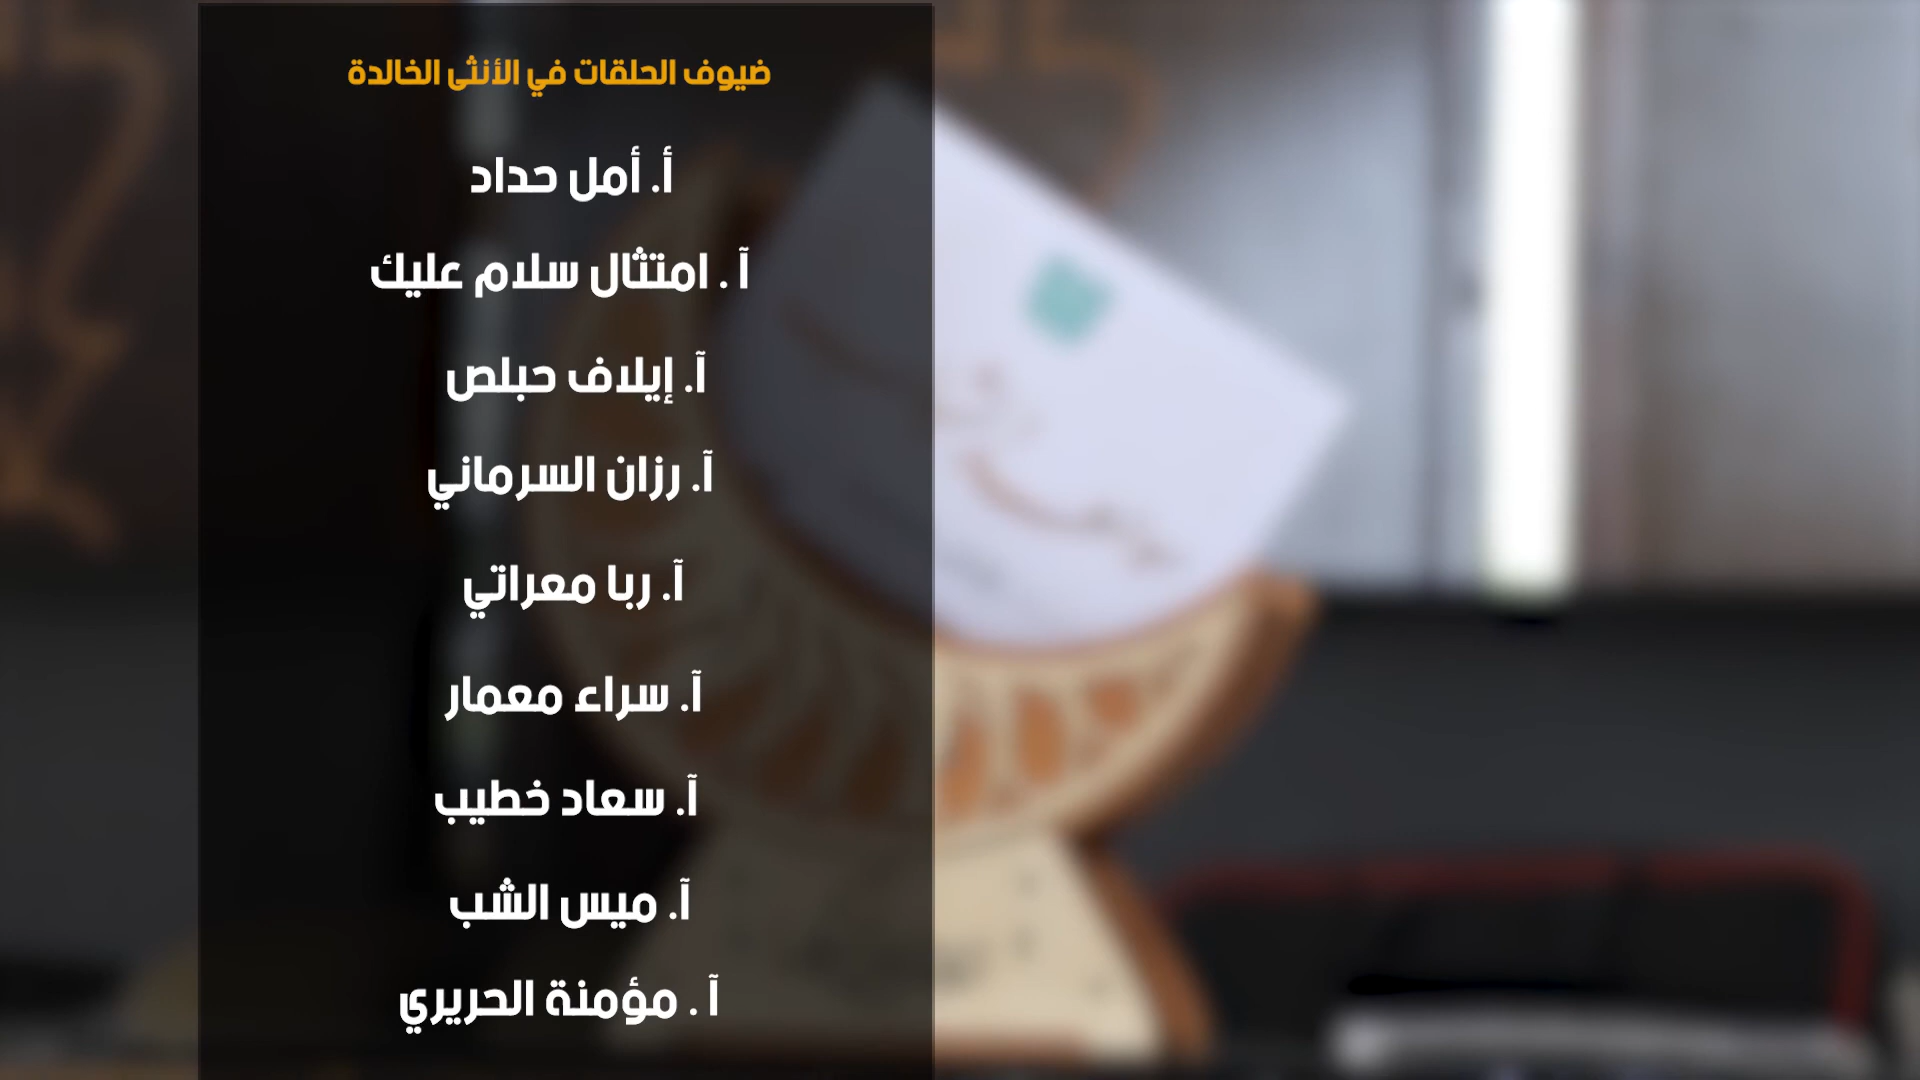 ضيوف الحلقات في الأنثى الخالدة
أ. أمل حداد
آ . امتثال سلام عليك
آ. إيلاف حبلص
آ. رزان السرماني
آ. ربا معراتي
آ. سراء معمار
آ. سعاد خطيب
آ. ميس الشب
آ . مؤمنة الحريري